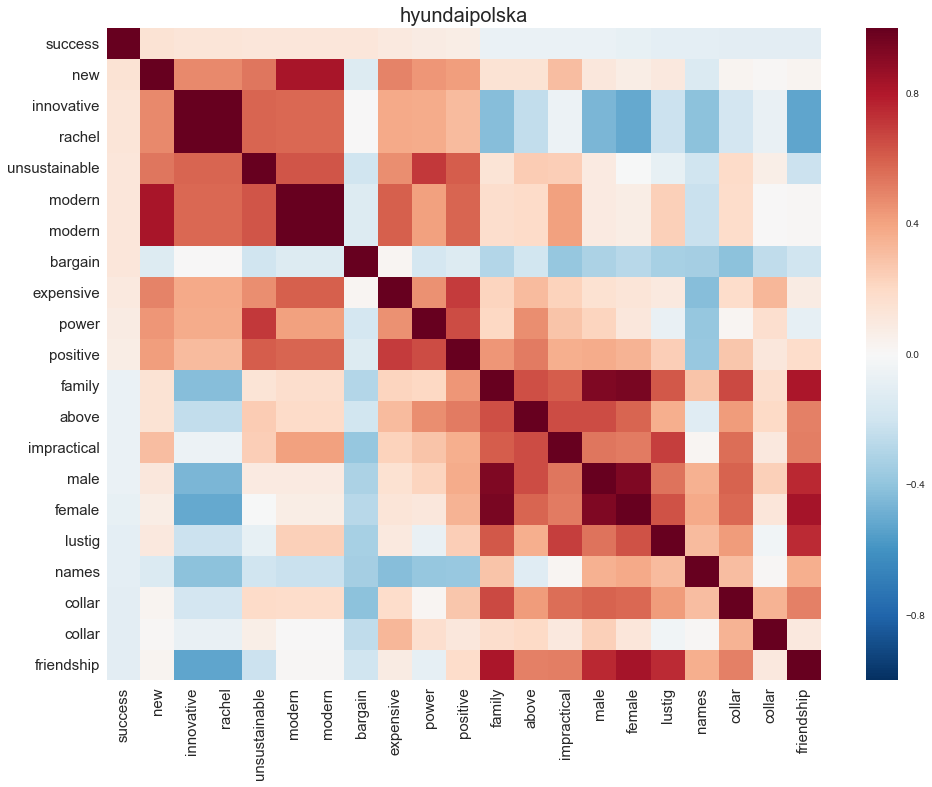 hyundaipolska
success
new
innovative
rachel
unsustainable
modern
modern
bargain
expensive
power
positive
family
above
impractical
male
female
lustig
names
collar
collar
friendship
success
new
innovative
rachel
unsustainable
modern
modern
bargain
expensive
power
positive
family
above
impractical
male
female
lustig
names
collar
collar
friendship
0.8
0.4
0.0
−0.4
−0.8